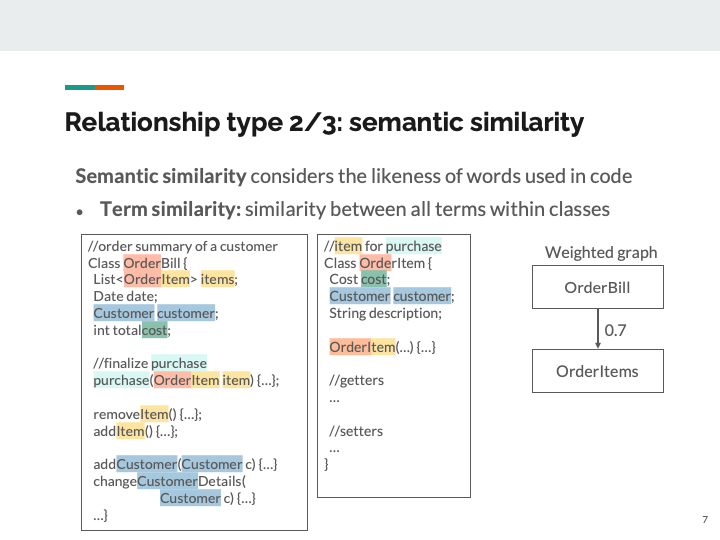 Relationship type 2/3: semantic similarity
Semantic similarity considers the likeness of words used in code
● Term similarity: similarity between all terms within classes
//order summary of a customer
Class OrderBill {
List<OrderItem> items;
Date date;
Customer customer;
int totalcost;
//finalize purchase
purchase(OrderItem item) {...};
removeItem() {...};
addItem() {...};
addCustomer(Customer c) {...}
changeCustomerDetails(
Customer c) {...}
...}
//item for purchase
Class OrderItem {
Cost cost;
Customer customer;
String description;
OrderItem(...) {...}
//getters
...
//setters
...
}
Weighted graph
OrderBill
0.7
OrderItems
7